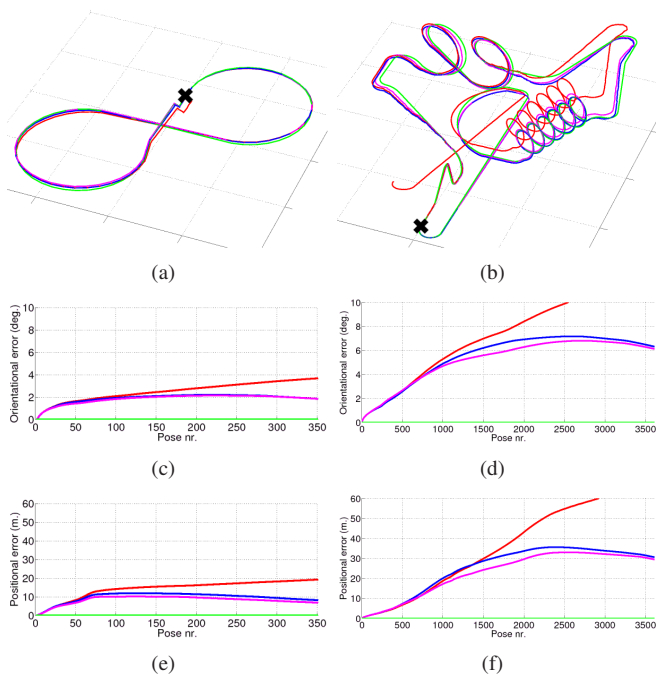 (a)
(b)
10
8
6
4
2
0
Orientational error (deg.)
0 50 100 150 200 250 300 350
Pose nr.
(c)
10
8
6
4
2
0
Orientational error (deg.)
0 500 1000 1500 2000 2500 3000 3500
Pose nr.
(d)
60
50
40
30
20
10
0
Positional error (m.)
0 50 100 150 200 250 300 350
Pose nr.
(e)
60
50
40
30
20
10
0
Positional error (m.)
0 500 1000 1500 2000 2500 3000 3500
Pose nr.
(f)